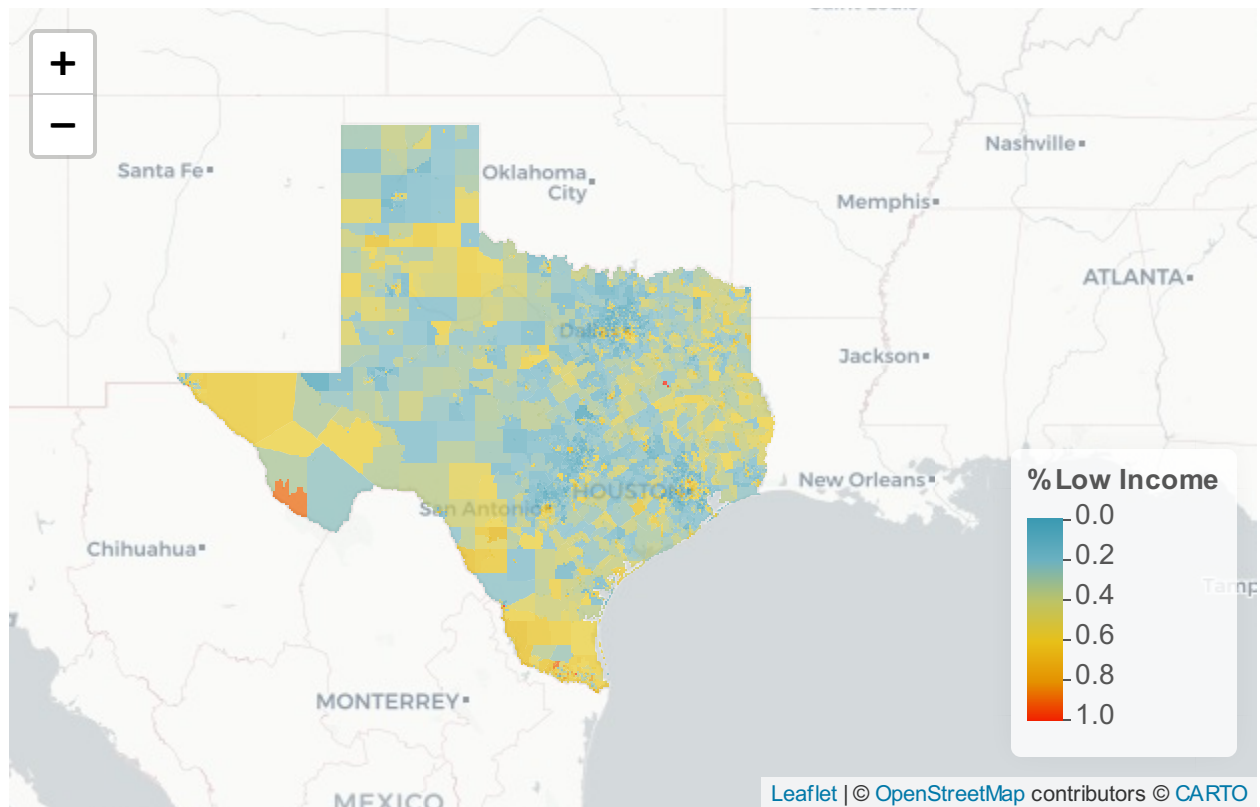 +
−
Santa Fe
Oklahoma
City
Nashville
Memphis
ATLANTA
Jackson
New Orleans
HOUSTON
San Antonio
Chihuahua
MONTERREY
MEXICO
%Low Income
0.0
0.2
0.4
0.6
0.8
1.0
Leaflet | © OpenStreetMap contributors © CARTO